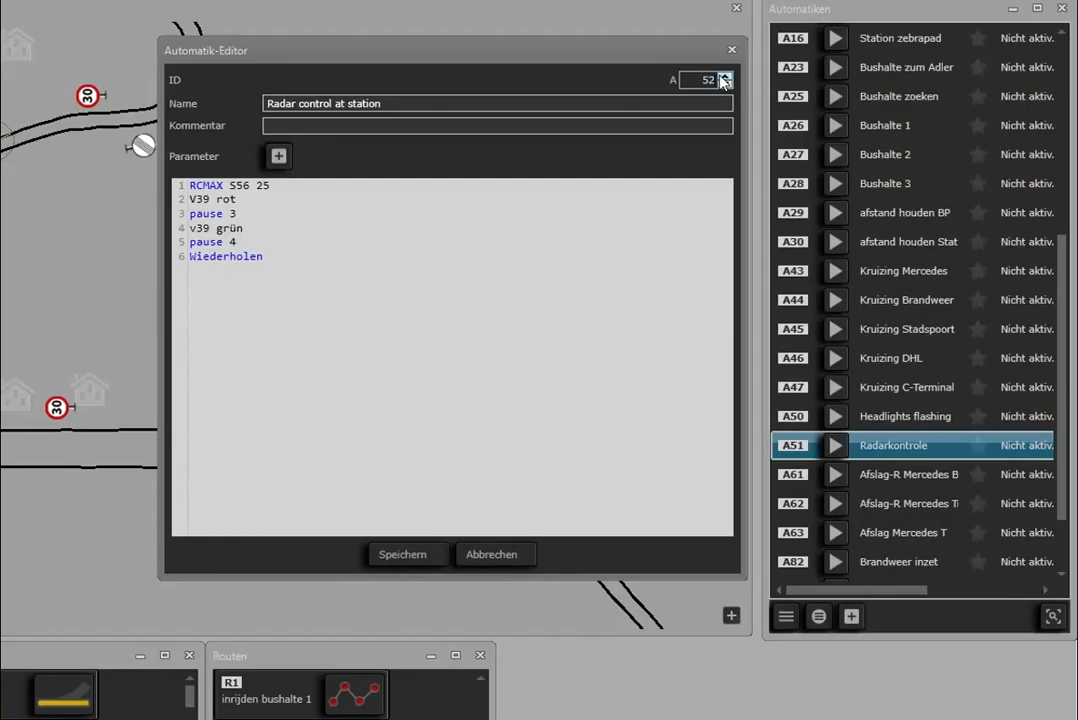 Automatik-Editor
ID
A 52
Name
Radar control at station
Kommentar
Parameter
1 RCMAX S56 25
2 V39 rot
3 pause 3
4 v39 grün
5 pause 4
6 Wiederholen
Speichern
Abbrechen
30
30
Automatiken
A16 Station zebrapad Nicht aktiv.
A23 Bushalte zum Adler Nicht aktiv.
A25 Bushalte zoeken Nicht aktiv.
A26 Bushalte 1 Nicht aktiv.
A27 Bushalte 2 Nicht aktiv.
A28 Bushalte 3 Nicht aktiv.
A29 afstand houden BP Nicht aktiv.
A30 afstand houden Stat Nicht aktiv.
A43 Kruizing Mercedes Nicht aktiv.
A44 Kruizing Brandweer Nicht aktiv.
A45 Kruizing Stadspoort Nicht aktiv.
A46 Kruizing DHL Nicht aktiv.
A47 Kruizing C-Terminal Nicht aktiv.
A50 Headlights flashing Nicht aktiv.
A51 Radarkontrole Nicht aktiv.
A61 Afslag-R Mercedes B Nicht aktiv.
A62 Afslag-R Mercedes T Nicht aktiv.
A63 Afslag Mercedes T Nicht aktiv.
A82 Brandweer inzet Nicht aktiv.
Routen
R1
inrijden bushalte 1